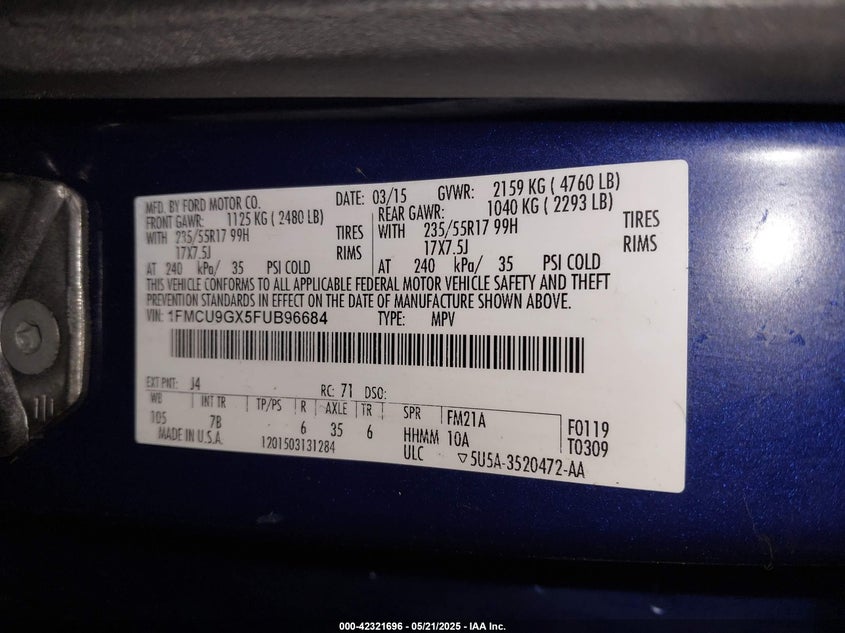 MFD. BY FORD MOTOR CO. DATE: 03/15 GVWR: 2159 KG ( 4760 LB)
FRONT GAWR: 1125 KG ( 2480 LB) REAR GAWR: 1040 KG ( 2293 LB)
WITH 235/55R17 99H TIRES WITH 235/55R17 99H TIRES
17X7.5J RIMS 17X7.5J RIMS
AT 240 kPa/ 35 PSI COLD AT 240 kPa/ 35 PSI COLD
THIS VEHICLE CONFORMS TO ALL APPLICABLE FEDERAL MOTOR VEHICLE SAFETY AND THEFT
PREVENTION STANDARDS IN EFFECT ON THE DATE OF MANUFACTURE SHOWN ABOVE.
VIN: 1FMCU9GX5FUB96684 TYPE: MPV
EXT PNT: J4 RC: 71 DSO:
WB INT TR TP/PS R AXLE TR SPR FM21A F0119
105 7B 6 35 6 HHMM 10A T0309
MADE IN U.S.A. 1201503131284 ULC ▽5U5A-3520472-AA
000-42321696 - 05/21/2025 - IAA Inc.